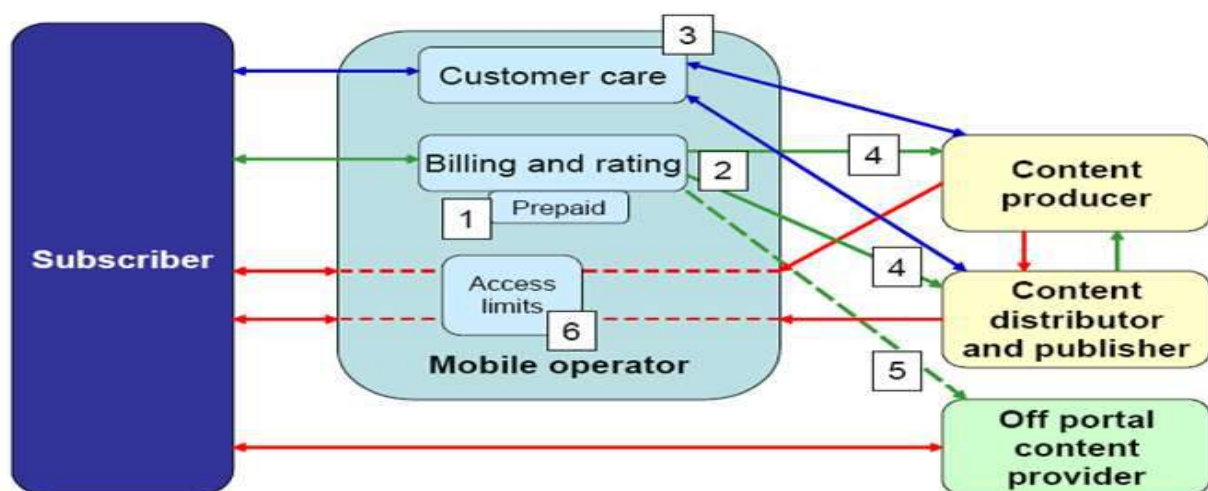 3
Customer care
Billing and rating
2
4
Content
producer
1
Prepaid
Subscriber
Access
limits
6
4
Content
distributor
and publisher
Mobile operator
5
Off portal
content
provider